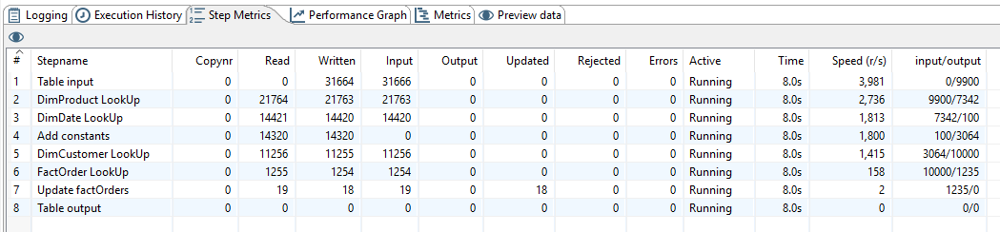 Logging Execution History Step Metrics Performance Graph Metrics Preview data
# Stepname Copynr Read Written Input Output Updated Rejected Errors Active Time Speed (r/s) input/output
1 Table input 0 0 31664 31666 0 0 0 0 Running 8.0s 3,981 0/9900
2 DimProduct LookUp 0 21764 21763 21763 0 0 0 0 Running 8.0s 2,736 9900/7342
3 DimDate LookUp 0 14421 14420 14420 0 0 0 0 Running 8.0s 1,813 7342/100
4 Add constants 0 14320 14320 0 0 0 0 0 Running 8.0s 1,800 100/3064
5 DimCustomer LookUp 0 11256 11255 11256 0 0 0 0 Running 8.0s 1,415 3064/10000
6 FactOrder LookUp 0 1255 1254 1254 0 0 0 0 Running 8.0s 158 10000/1235
7 Update factOrders 0 19 18 19 0 18 0 0 Running 8.0s 2 1235/0
8 Table output 0 0 0 0 0 0 0 0 Running 8.0s 0 0/0